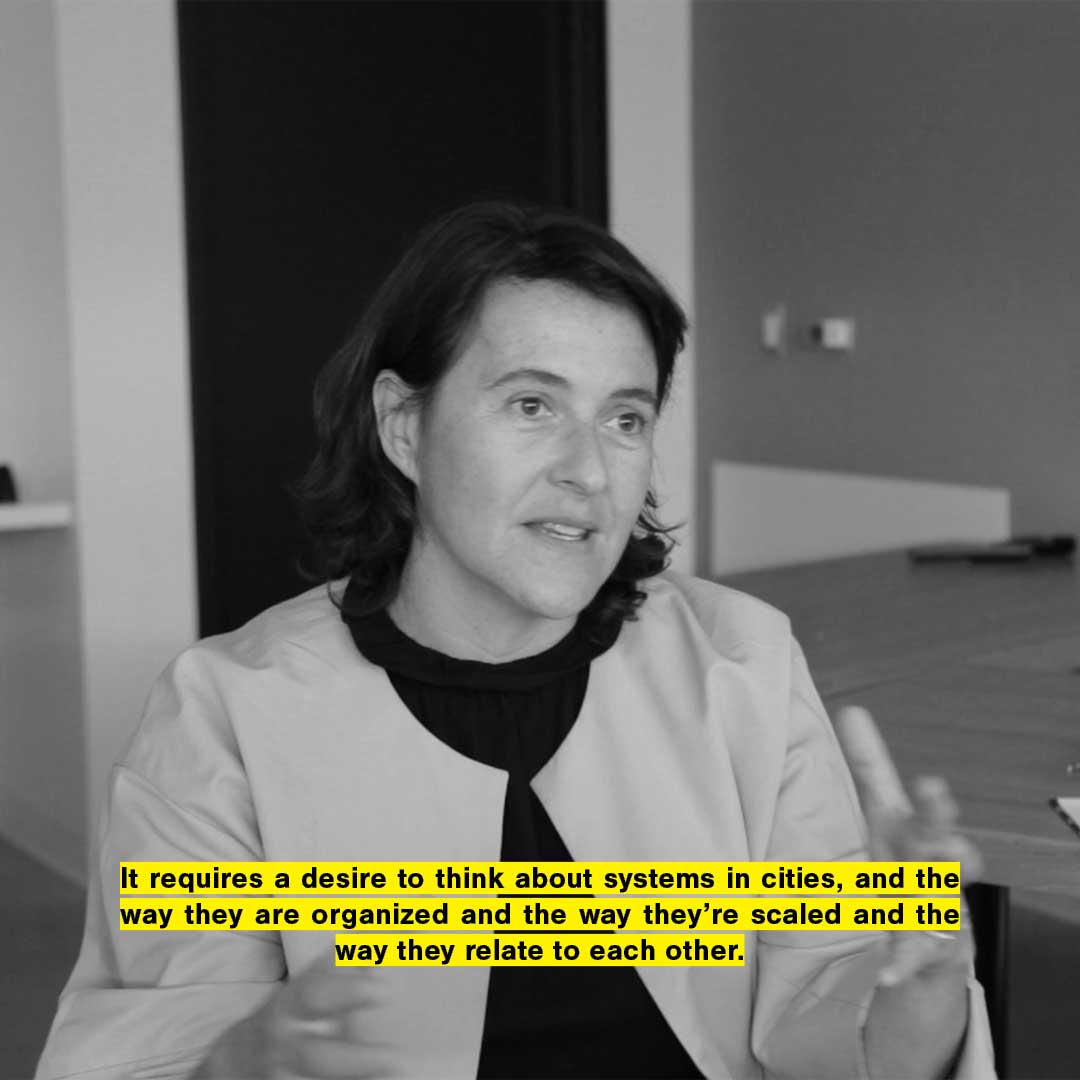 It requires a desire to think about systems in cities, and the
way they are organized and the way they’re scaled and the
way they relate to each other.